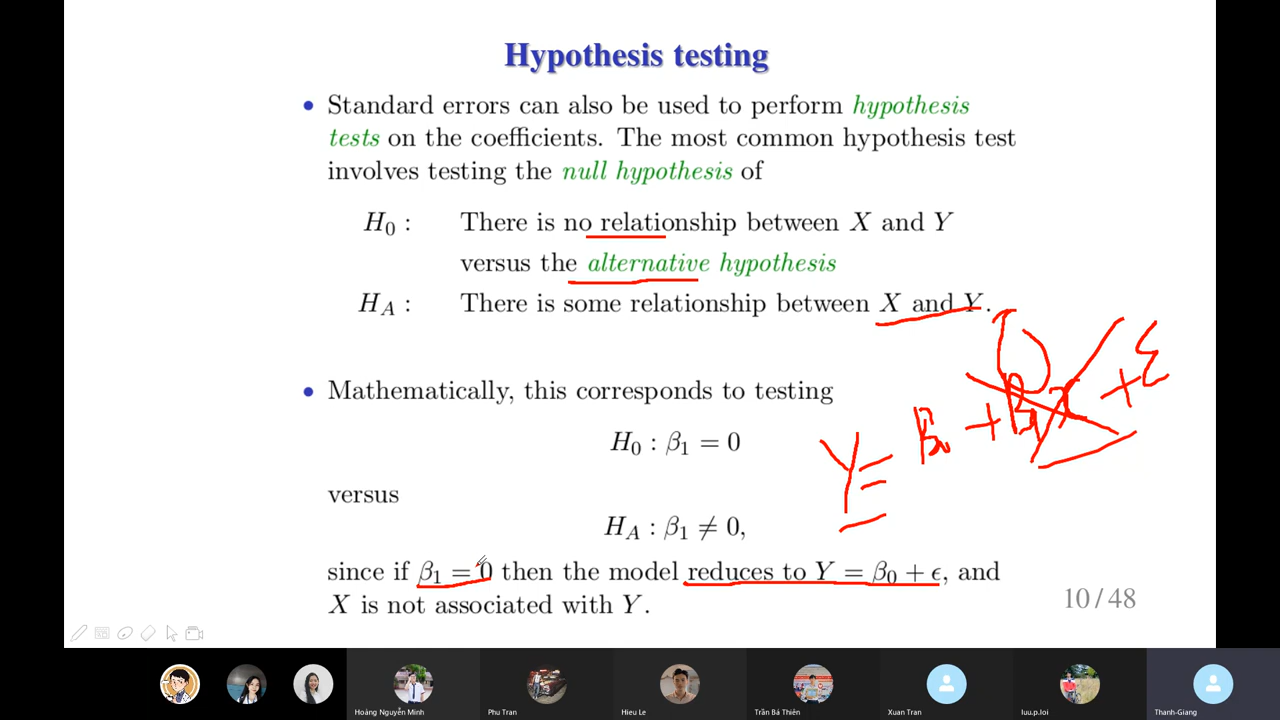 Hypothesis testing
• Standard errors can also be used to perform hypothesis
tests on the coefficients. The most common hypothesis test
involves testing the null hypothesis of
H₀ : There is no relationship between X and Y
versus the alternative hypothesis
H_A : There is some relationship between X and Y.
• Mathematically, this corresponds to testing
H₀ : β₁ = 0
versus
H_A : β₁ ≠ 0,
since if β₁ = 0 then the model reduces to Y = β₀ + ϵ, and
X is not associated with Y.
Y = β₀ + β₁x + ε
0
10 / 48
Hoàng Nguyễn Minh
Phu Tran
Hieu Le
Trần Bá Thiên
Xuan Tran
luu.p.loi
Thanh-Giang